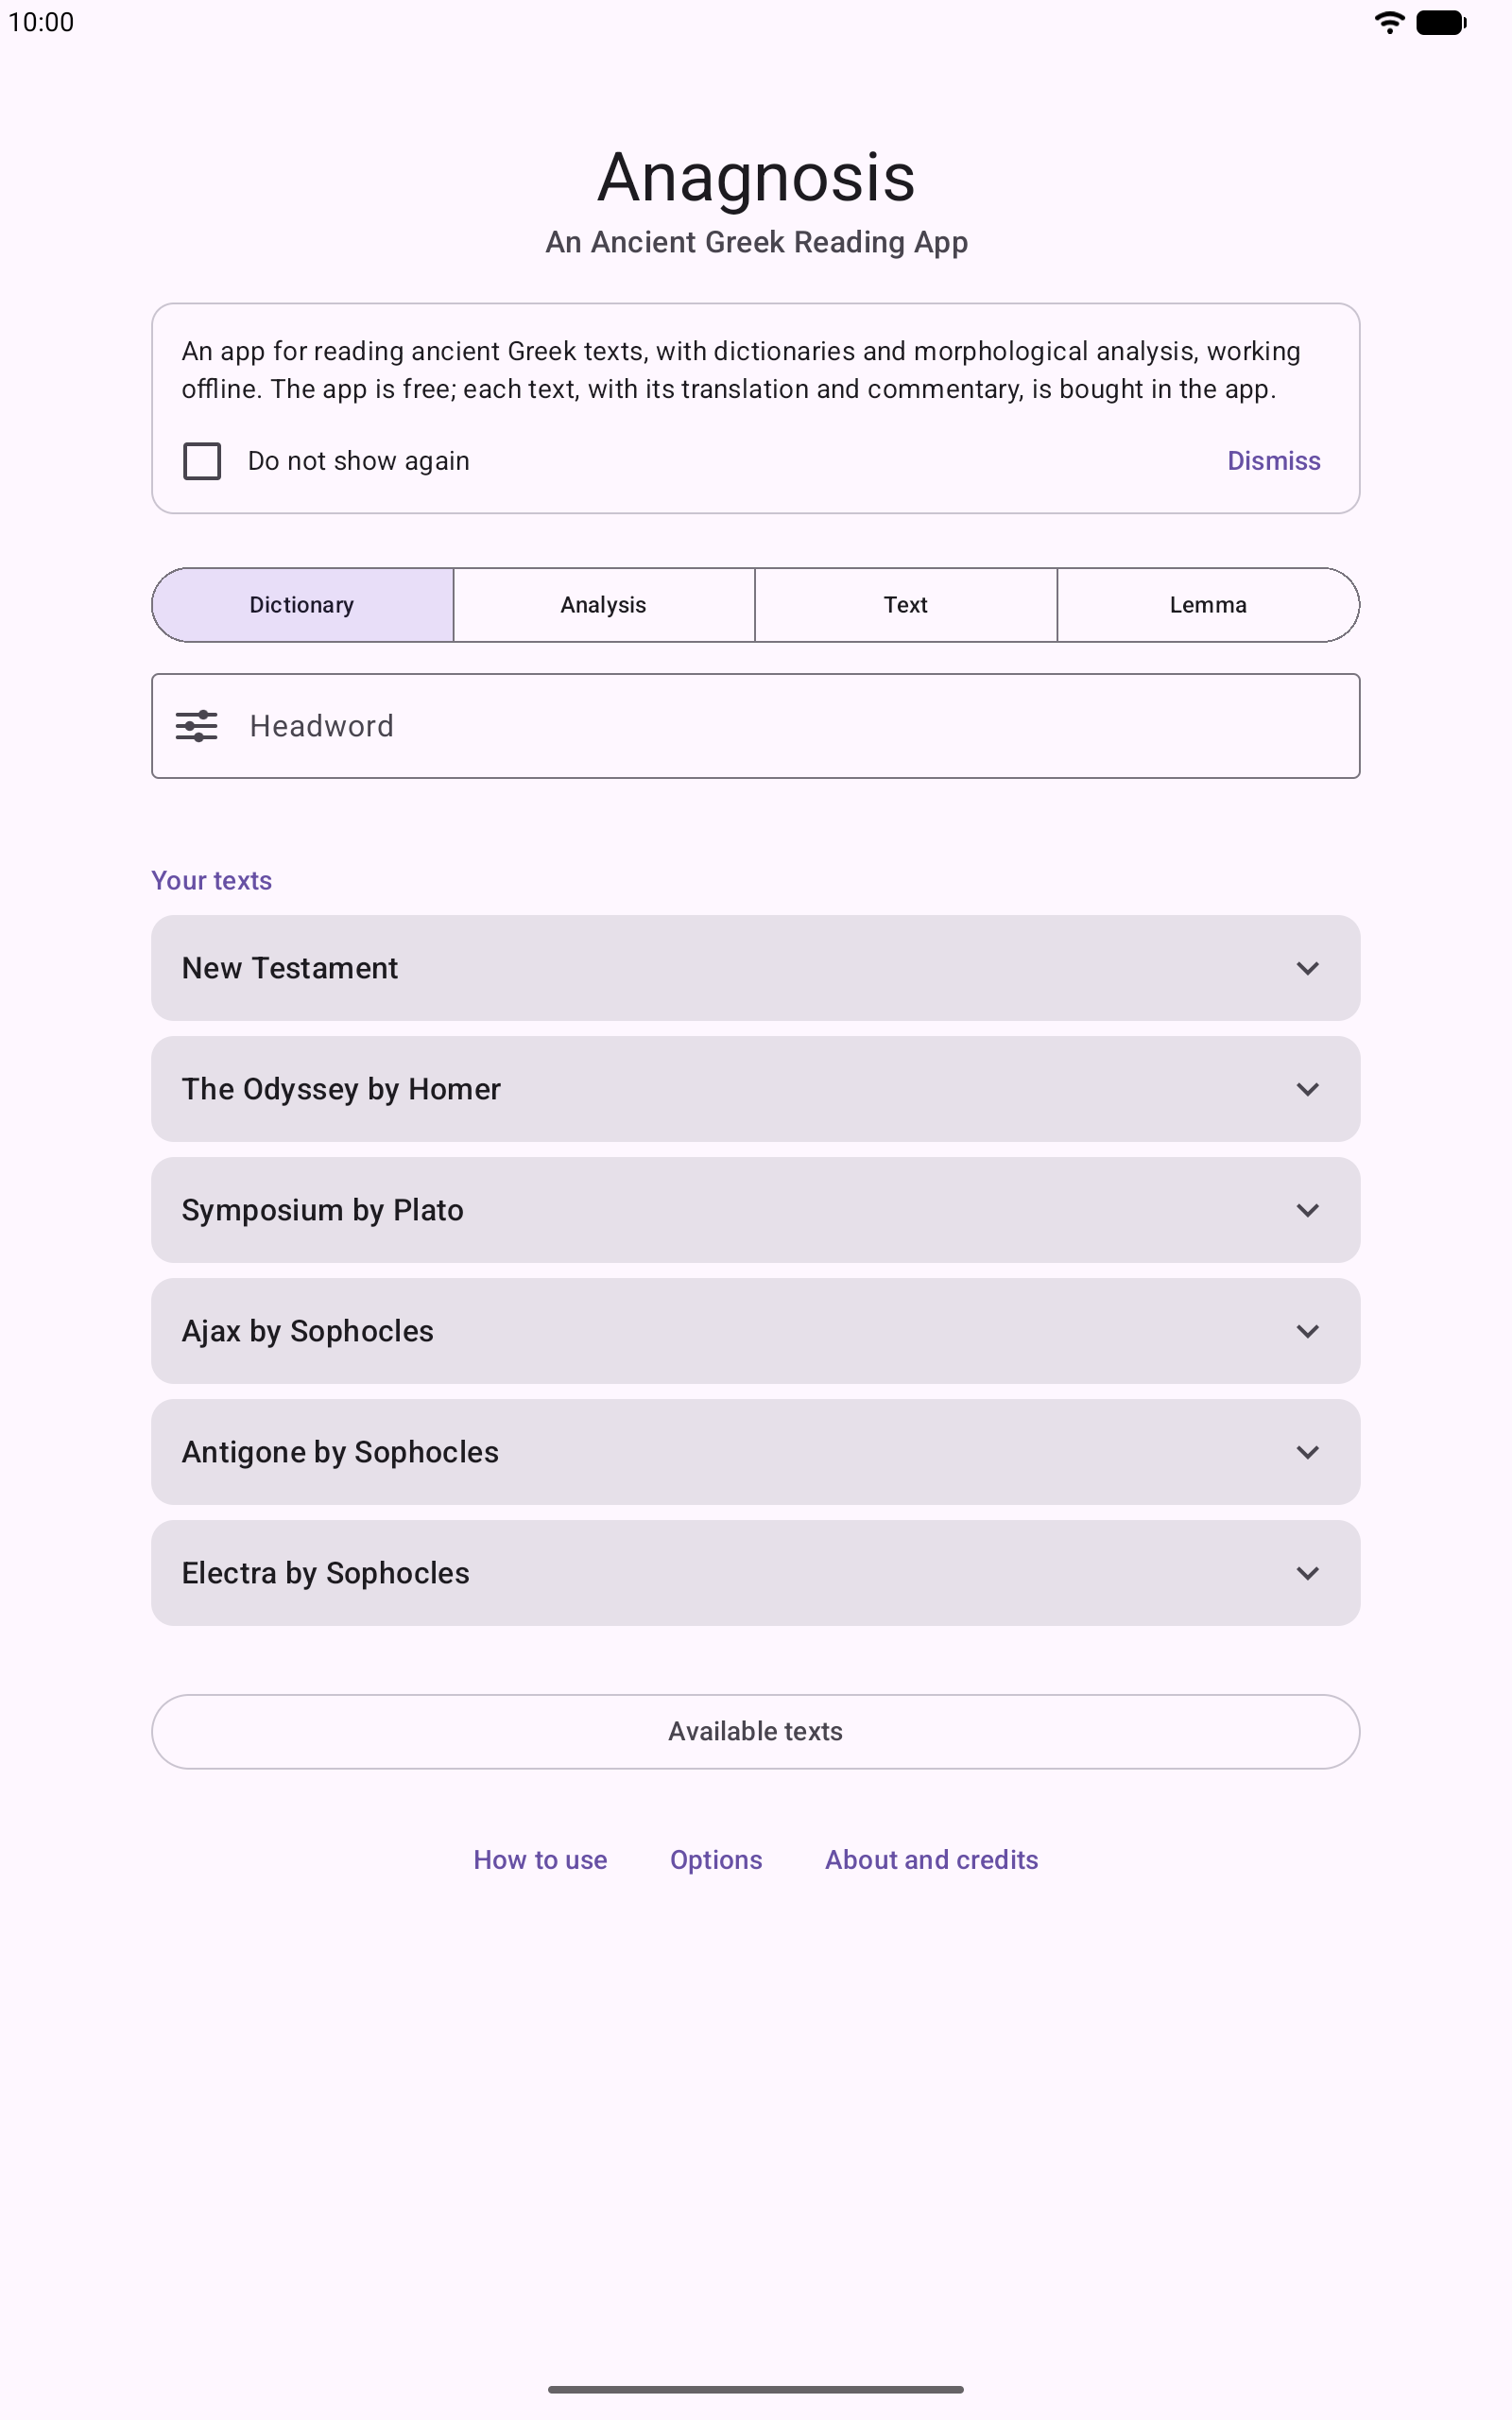 10:00
Anagnosis
An Ancient Greek Reading App
An app for reading ancient Greek texts, with dictionaries and morphological analysis, working
offline. The app is free; each text, with its translation and commentary, is bought in the app.
Do not show again
Dismiss
Dictionary
Analysis
Text
Lemma
Headword
Your texts
New Testament
The Odyssey by Homer
Symposium by Plato
Ajax by Sophocles
Antigone by Sophocles
Electra by Sophocles
Available texts
How to use
Options
About and credits